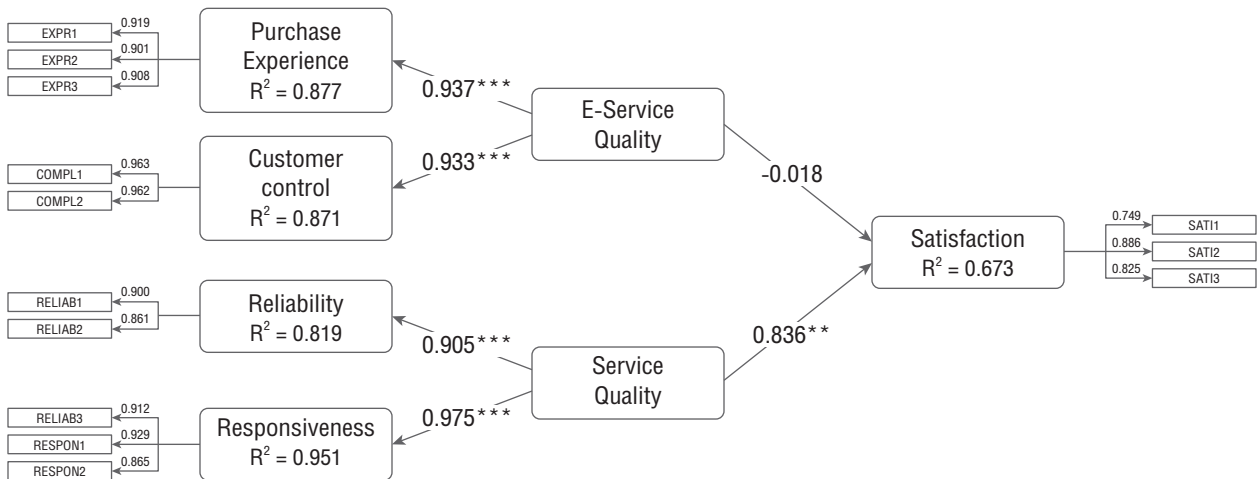 EXPR1
0.919
EXPR2
0.901
EXPR3
0.908
Purchase
Experience
R² = 0.877
0.937***
E-Service
Quality
COMPL1
0.963
COMPL2
0.962
Customer
control
R² = 0.871
0.933***
-0.018
Satisfaction
R² = 0.673
0.749
SATI1
0.886
SATI2
0.825
SATI3
RELIAB1
0.900
RELIAB2
0.861
Reliability
R² = 0.819
0.905***
Service
Quality
0.836**
RELIAB3
0.912
RESPON1
0.929
RESPON2
0.865
Responsiveness
R² = 0.951
0.975***